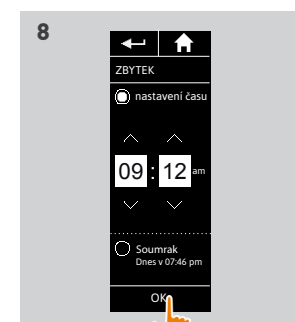 8
ZBYTEK
nastavení času
09 : 12 am
Soumrak
Dnes v 07:46 pm
OK